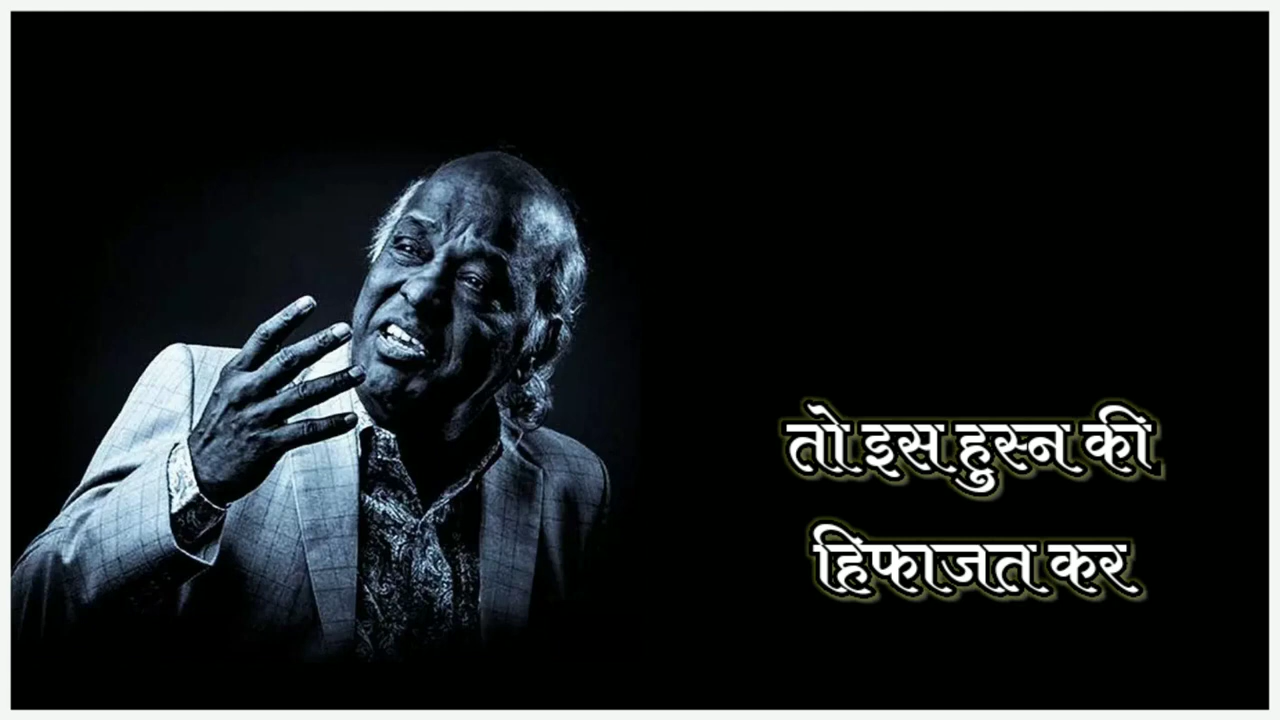 तो इस हुस्न की
हिफाजत कर